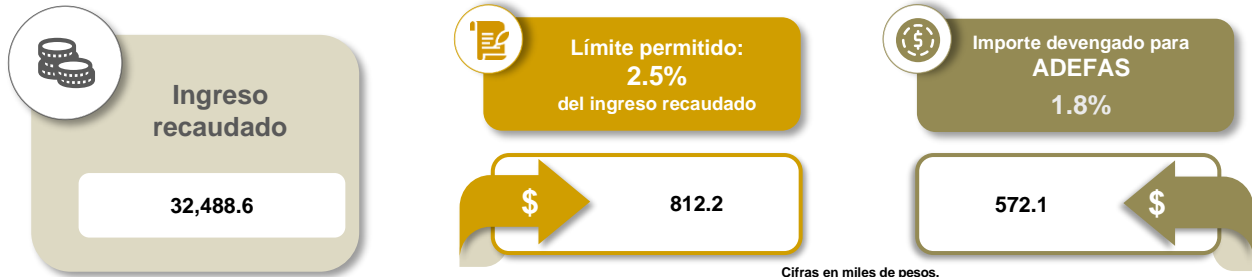 Ingreso
recaudado
32,488.6
Límite permitido:
2.5%
del ingreso recaudado
$
812.2
Importe devengado para
ADEFAS
1.8%
572.1
$
Cifras en miles de pesos.